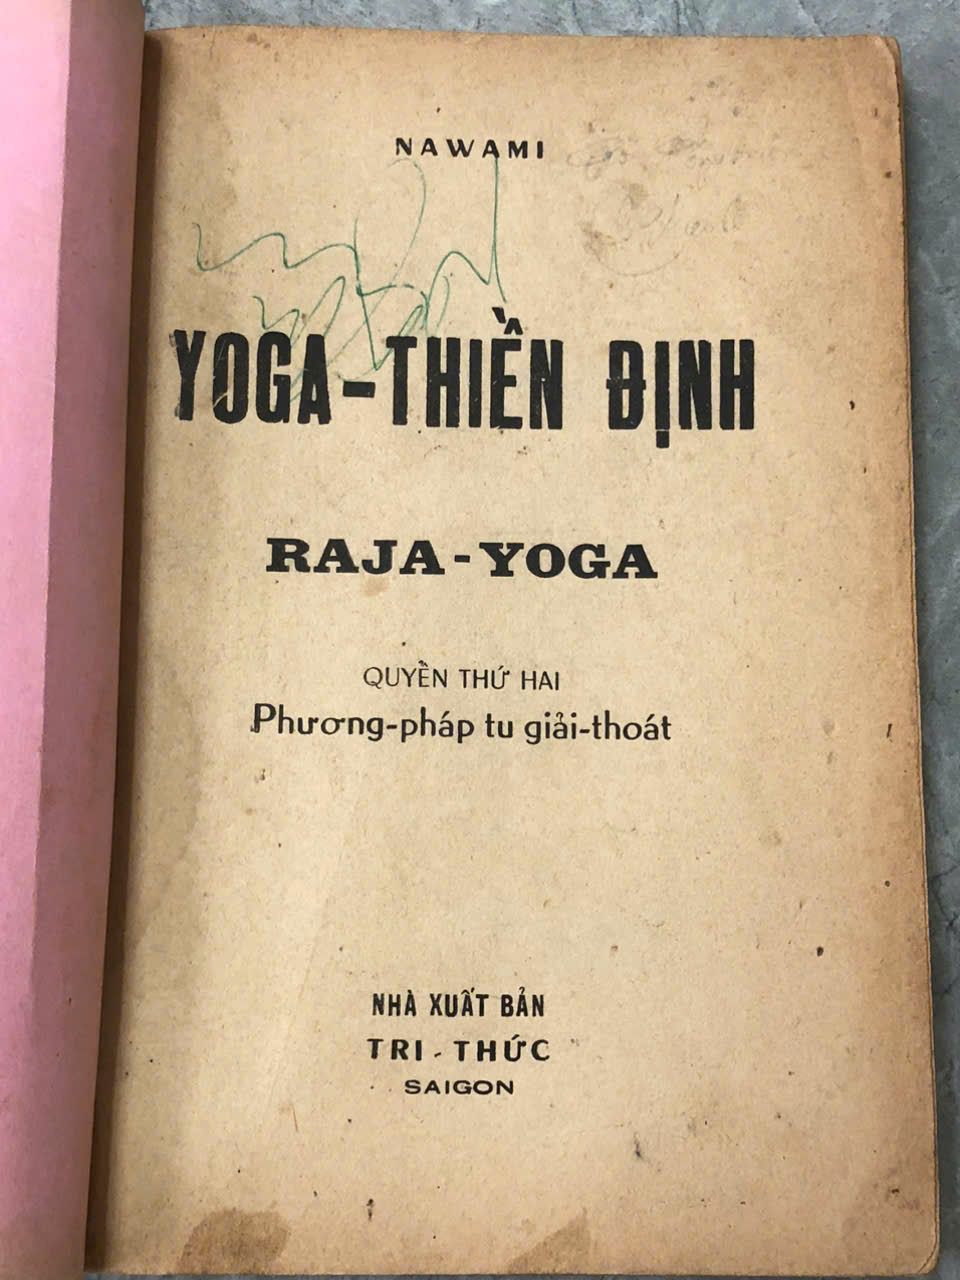 NAWAMI
YOGA-THIỀN ĐỊNH
RAJA-YOGA
QUYỀN THỨ HAI
Phương-pháp tu giải-thoát
NHÀ XUẤT BẢN
TRI-THỨC
SAIGON